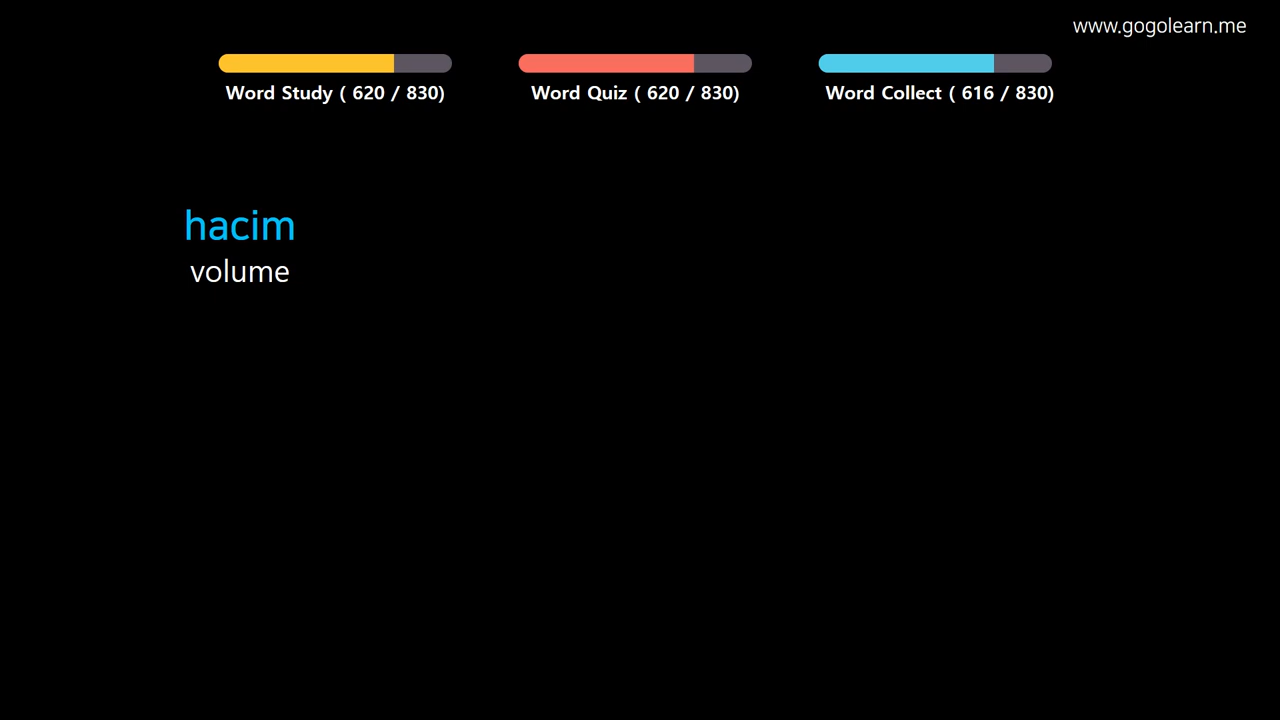 www.gogolearn.me
Word Study ( 620 / 830)
Word Quiz ( 620 / 830)
Word Collect ( 616 / 830)
hacim
volume